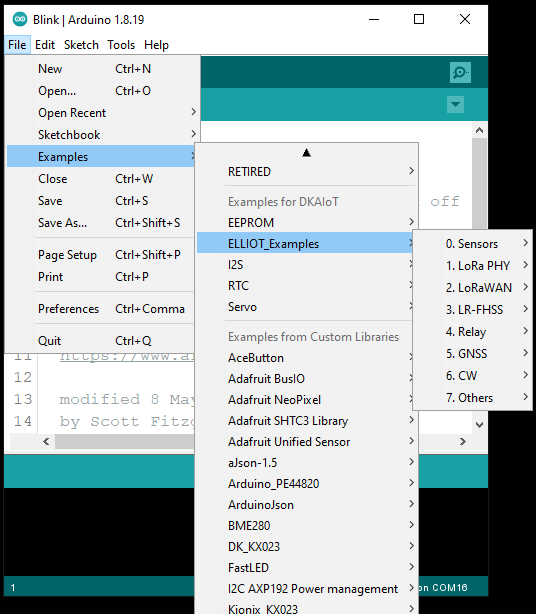 Blink | Arduino 1.8.19
File Edit Sketch Tools Help
New Ctrl+N
Open... Ctrl+O
Open Recent
Sketchbook
Examples
Close Ctrl+W
Save Ctrl+S
Save As... Ctrl+Shift+S
Page Setup Ctrl+Shift+P
Print Ctrl+P
Preferences Ctrl+Comma
Quit Ctrl+Q
RETIRED
Examples for DKAIoT
EEPROM
ELLIOT_Examples
I2S
RTC
Servo
Examples from Custom Libraries
AceButton
Adafruit BusIO
Adafruit NeoPixel
Adafruit SHTC3 Library
Adafruit Unified Sensor
aJson-1.5
Arduino_PE44820
ArduinoJson
BME280
DK_KX023
FastLED
I2C AXP192 Power management
Kionix_KX023
0. Sensors
1. LoRa PHY
2. LoRaWAN
3. LR-FHSS
4. Relay
5. GNSS
6. CW
7. Others
off
11 https://www.ar
12
13 modified 8 May
14 by Scott Fitzg
1 on COM16